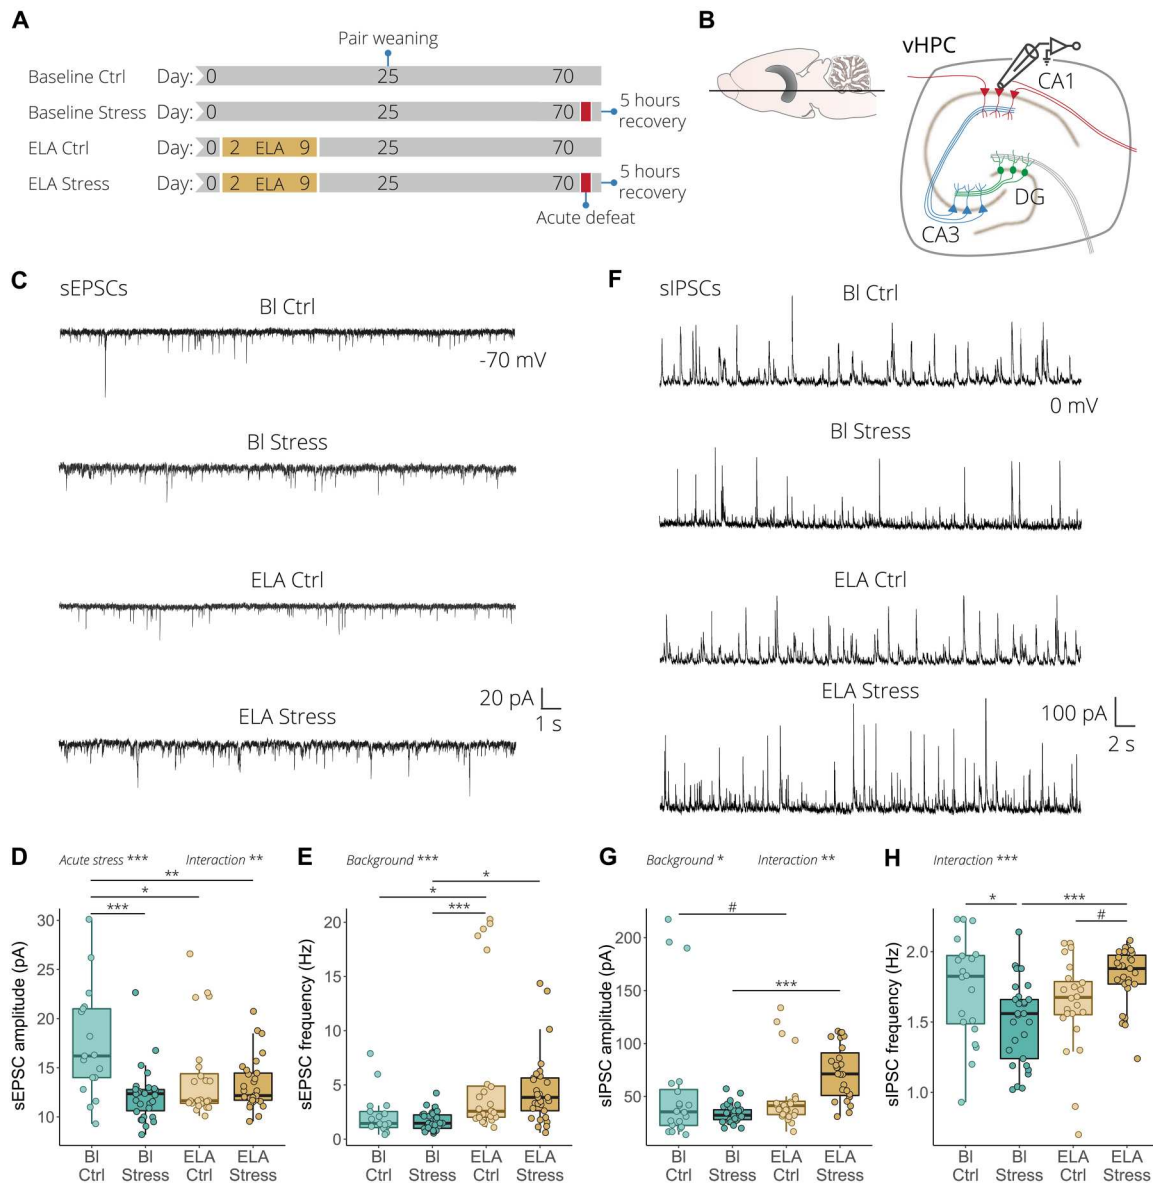 A
Pair weaning
Baseline Ctrl Day: 0 25 70
Baseline Stress Day: 0 25 70 5 hours recovery
ELA Ctrl Day: 0 2 ELA 9 25 70
ELA Stress Day: 0 2 ELA 9 25 70 5 hours recovery
Acute defeat
B
vHPC
CA1
DG
CA3
C
sEPSCs
Bl Ctrl
-70 mV
Bl Stress
ELA Ctrl
ELA Stress
20 pA
1 s
F
sIPSCs
Bl Ctrl
0 mV
Bl Stress
ELA Ctrl
ELA Stress
100 pA
2 s
D
Acute stress *** Interaction **
**
*
***
sEPSC amplitude (pA)
30
25
20
15
10
Bl Ctrl
Bl Stress
ELA Ctrl
ELA Stress
E
Background ***
*
*
***
sEPSC frequency (Hz)
20
15
10
5
0
Bl Ctrl
Bl Stress
ELA Ctrl
ELA Stress
G
Background * Interaction **
#
***
sIPSC amplitude (pA)
200
150
100
50
Bl Ctrl
Bl Stress
ELA Ctrl
ELA Stress
H
Interaction ***
* ***
#
sIPSC frequency (Hz)
2.0
1.5
1.0
Bl Ctrl
Bl Stress
ELA Ctrl
ELA Stress